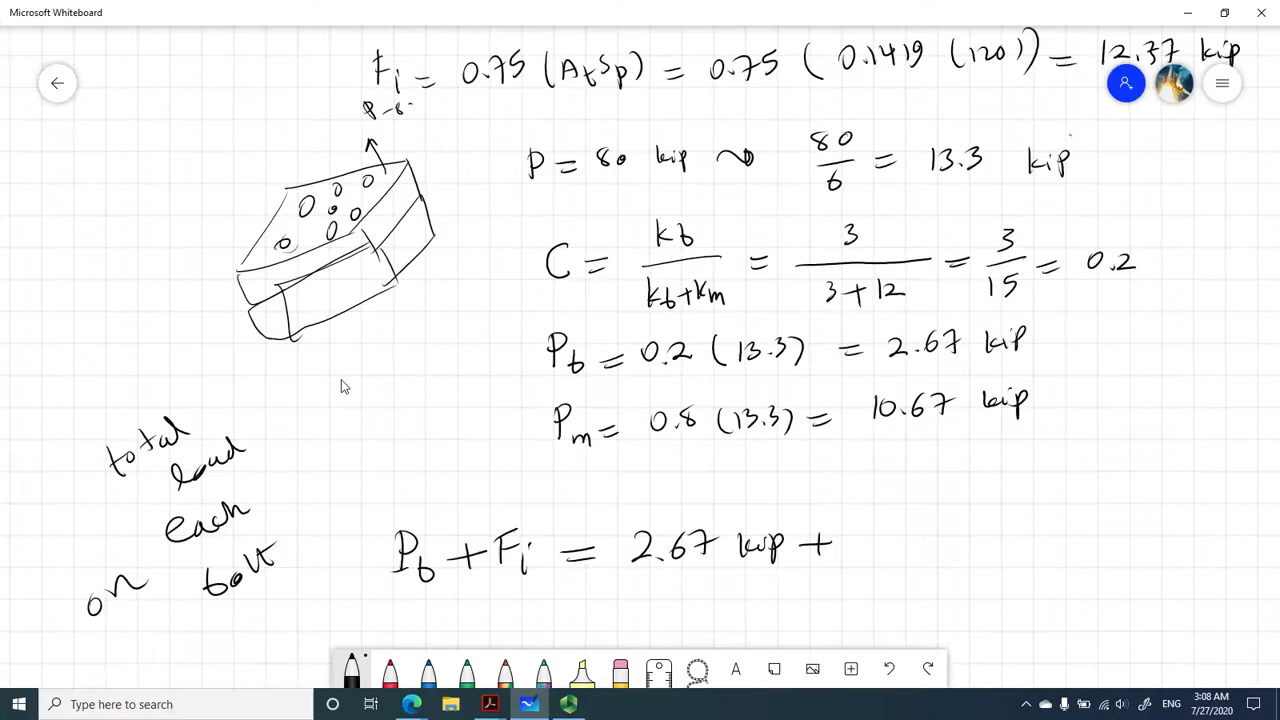 Microsoft Whiteboard
Fi = 0.75 (At Sp) = 0.75 ( 0.1419 (120)) = 12.77 kip
P = 80 kip ~> 80/6 = 13.3 kip
C = kb/(kb+km) = 3/(3+12) = 3/15 = 0.2
Pb = 0.2 (13.3) = 2.67 kip
Pm = 0.8 (13.3) = 10.67 kip
total
load
each
on bolt
Pb + Fi = 2.67 kip +
A
Type here to search
ENG
3:08 AM
7/27/2020